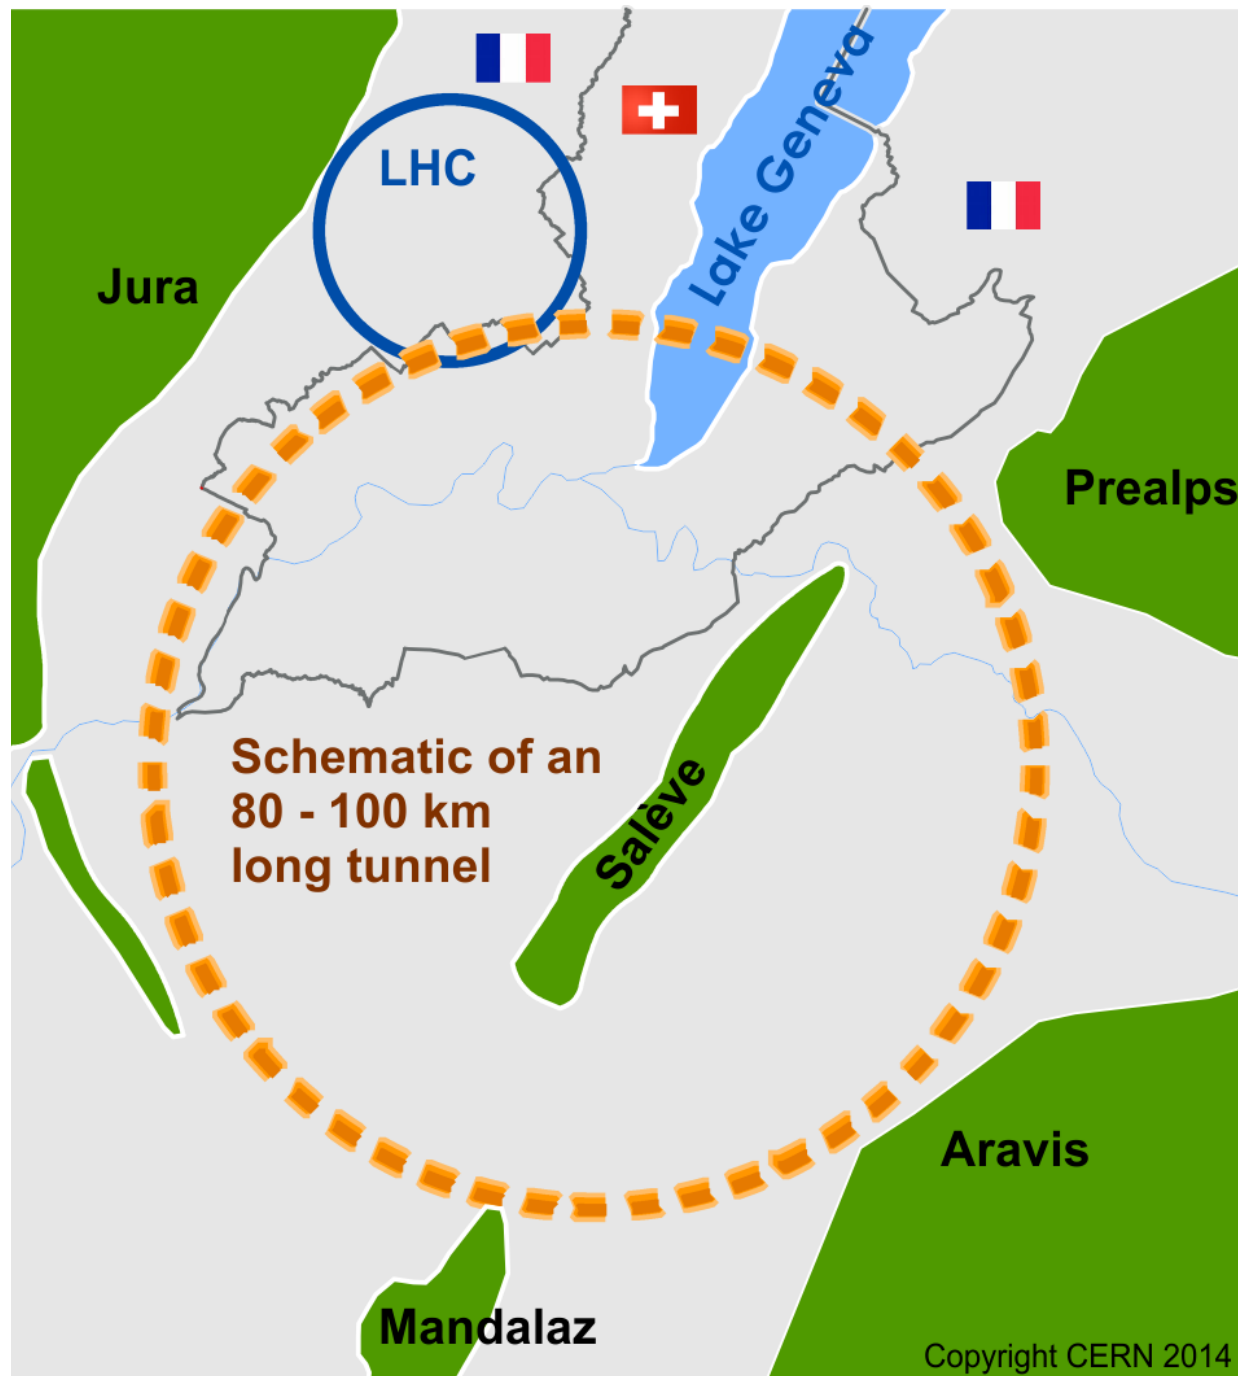 LHC
Lake Geneva
Jura
Prealps
Schematic of an
80 - 100 km
long tunnel
Salève
Aravis
Mandalaz
Copyright CERN 2014